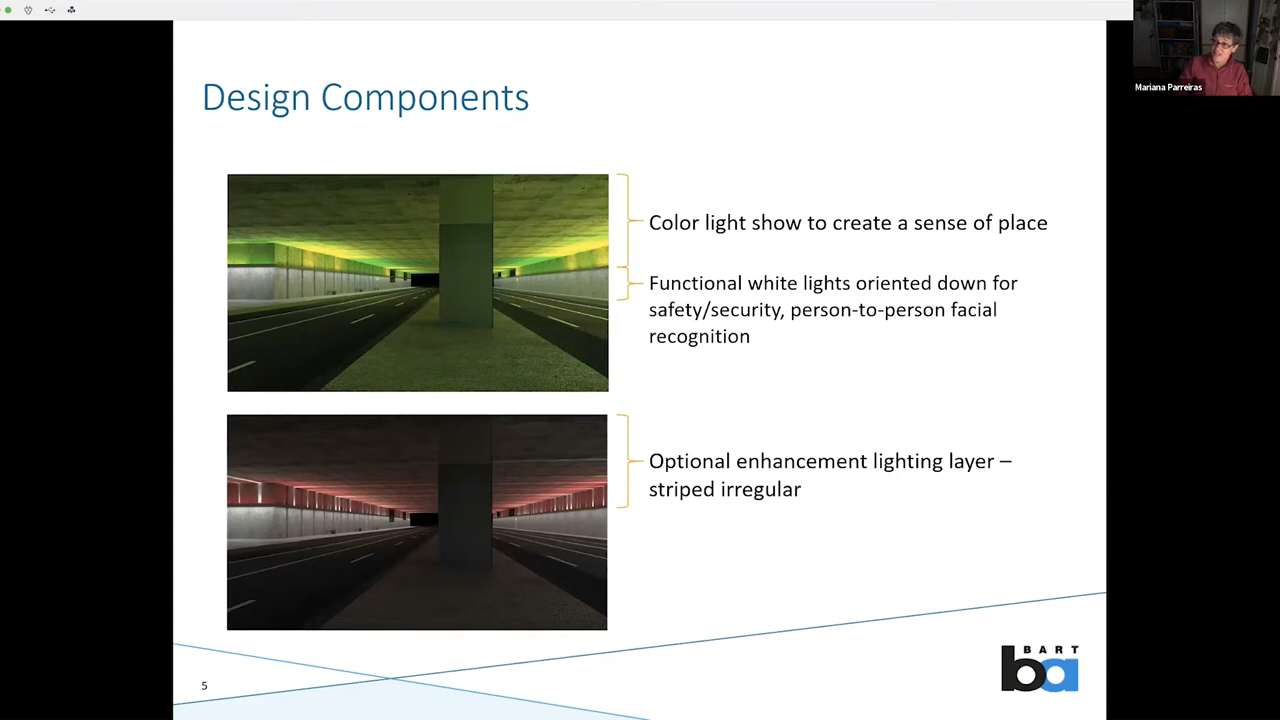 Mariana Parreiras
Design Components
Color light show to create a sense of place
Functional white lights oriented down for
safety/security, person-to-person facial
recognition
Optional enhancement lighting layer –
striped irregular
5
BART
ba